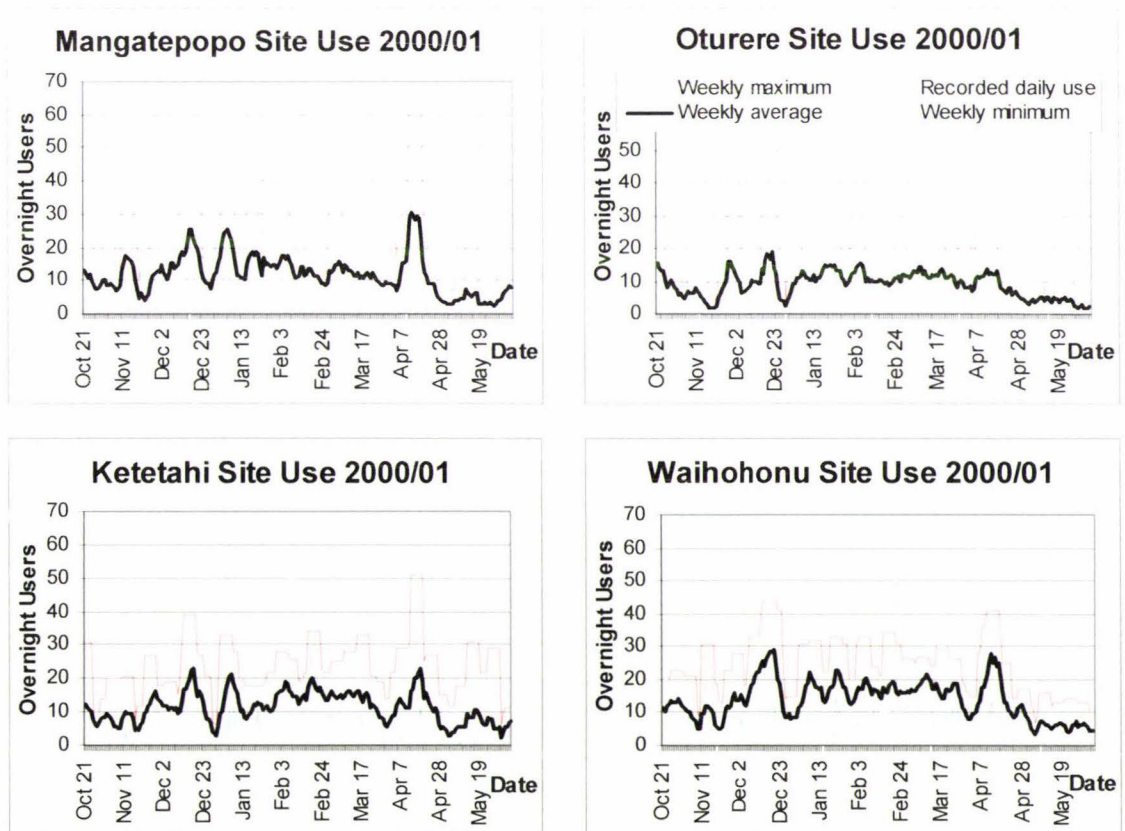 Mangatepopo Site Use 2000/01
Overnight Users
70
60
50
40
30
20
10
0
Oct 21
Nov 11
Dec 2
Dec 23
Jan 13
Feb 3
Feb 24
Mar 17
Apr 7
Apr 28
May 19
Date
Oturere Site Use 2000/01
Weekly maximum Recorded daily use
Weekly average Weekly minimum
Overnight Users
50
40
30
20
10
0
Oct 21
Nov 11
Dec 2
Dec 23
Jan 13
Feb 3
Feb 24
Mar 17
Apr 7
Apr 28
May 19
Date
Ketetahi Site Use 2000/01
Overnight Users
70
60
50
40
30
20
10
0
Oct 21
Nov 11
Dec 2
Dec 23
Jan 13
Feb 3
Feb 24
Mar 17
Apr 7
Apr 28
May 19
Date
Waihohonu Site Use 2000/01
Overnight Users
70
60
50
40
30
20
10
0
Oct 21
Nov 11
Dec 2
Dec 23
Jan 13
Feb 3
Feb 24
Mar 17
Apr 7
Apr 28
May 19
Date